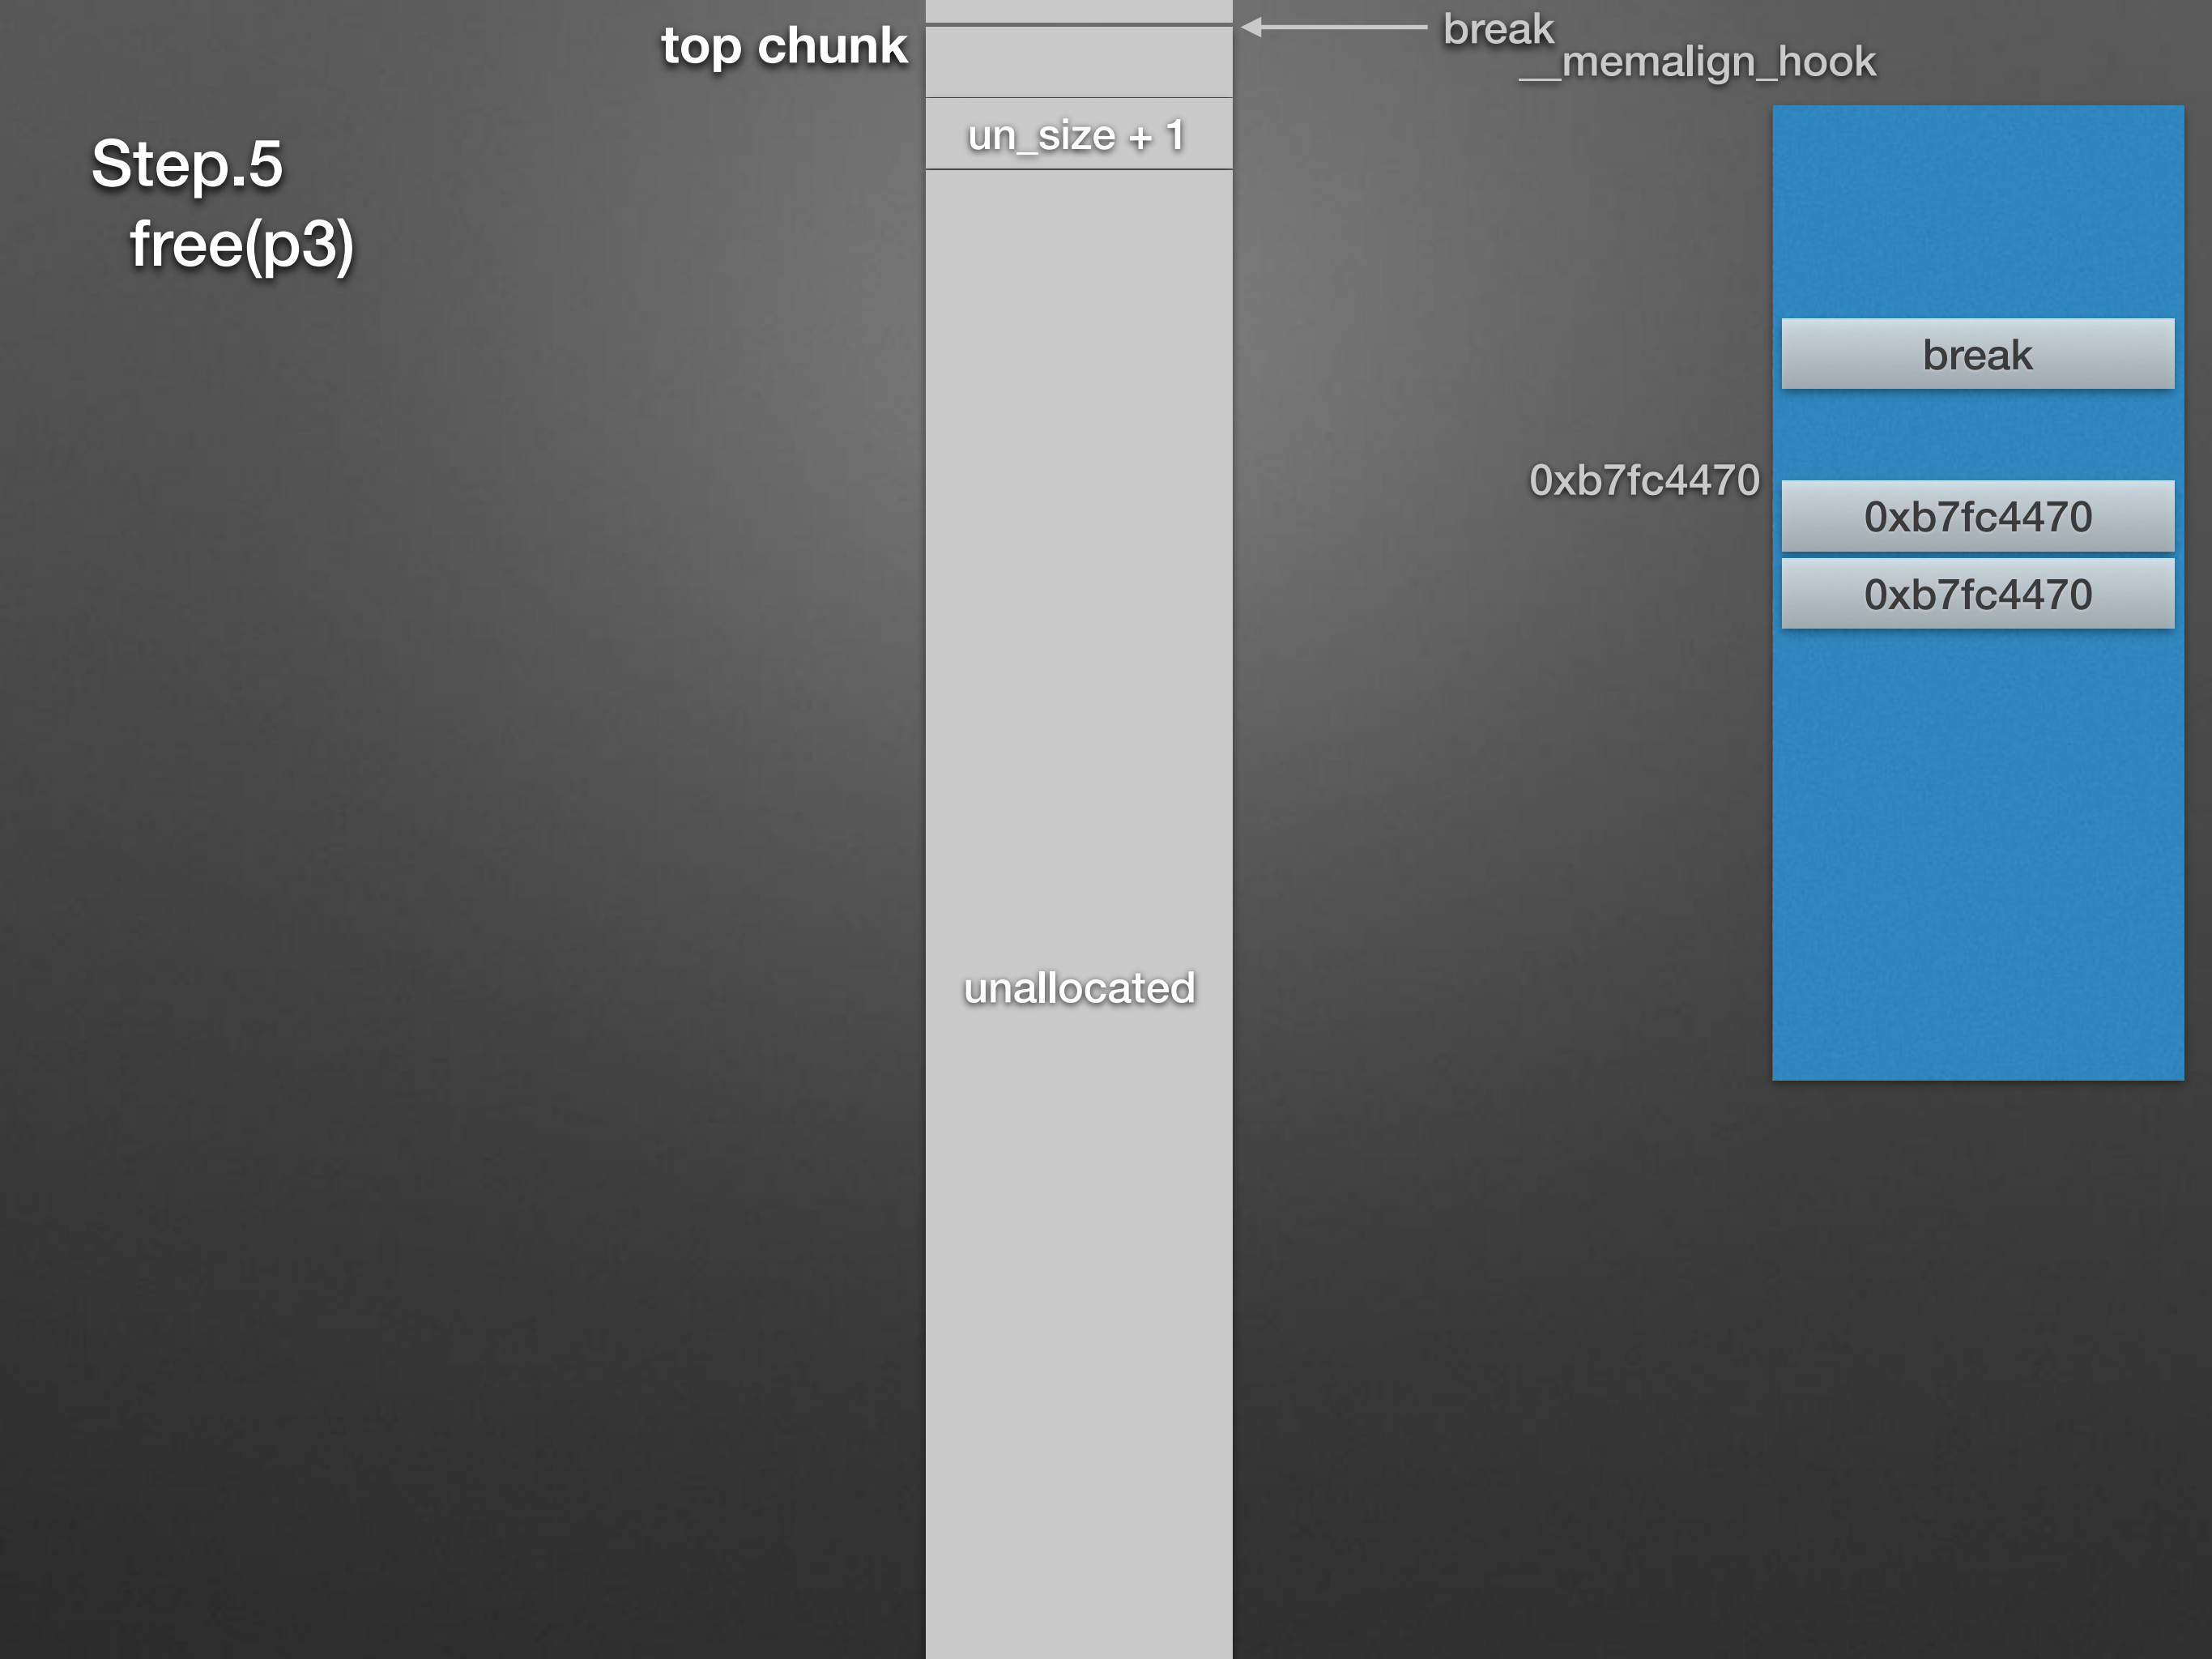 Step.5
free(p3)
top chunk
un_size + 1
unallocated
break
__memalign_hook
break
0xb7fc4470
0xb7fc4470
0xb7fc4470